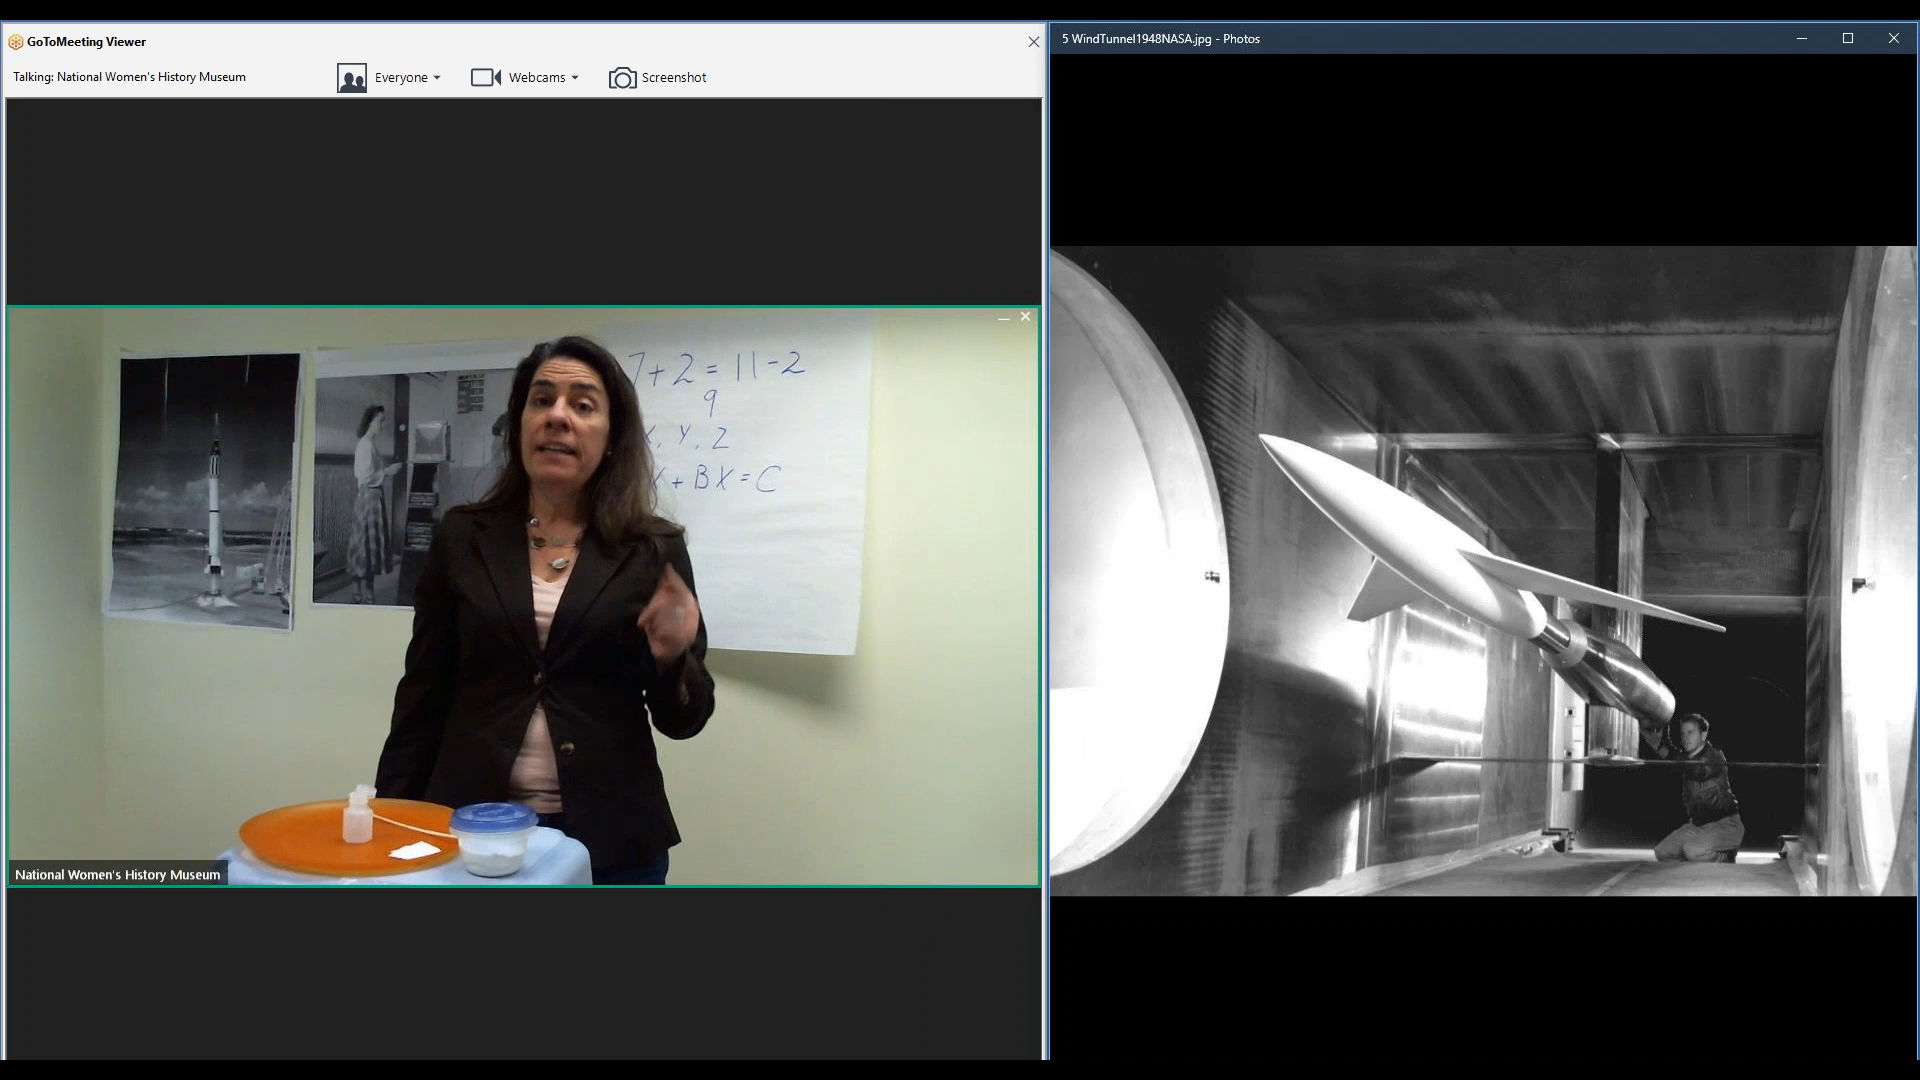 GoToMeeting Viewer
Talking: National Women's History Museum
Everyone
Webcams
Screenshot
7+2 = 11-2
9
X, Y, Z
X + BX = C
National Women's History Museum
5 WindTunnel1948NASA.jpg - Photos